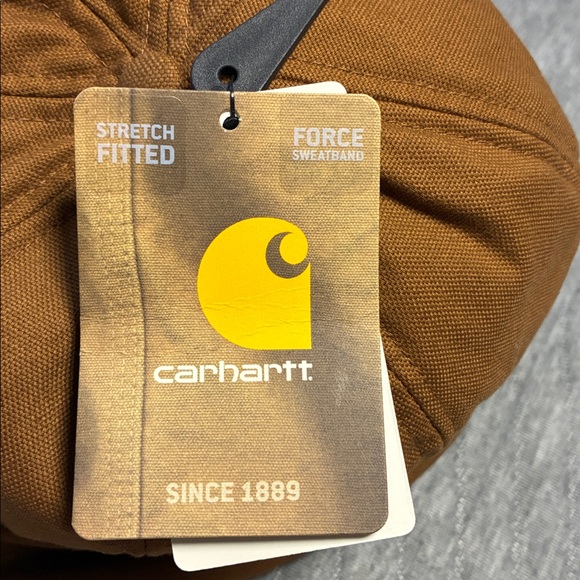 STRETCH
FITTED
FORCE
SWEATBAND
carhartt
SINCE 1889